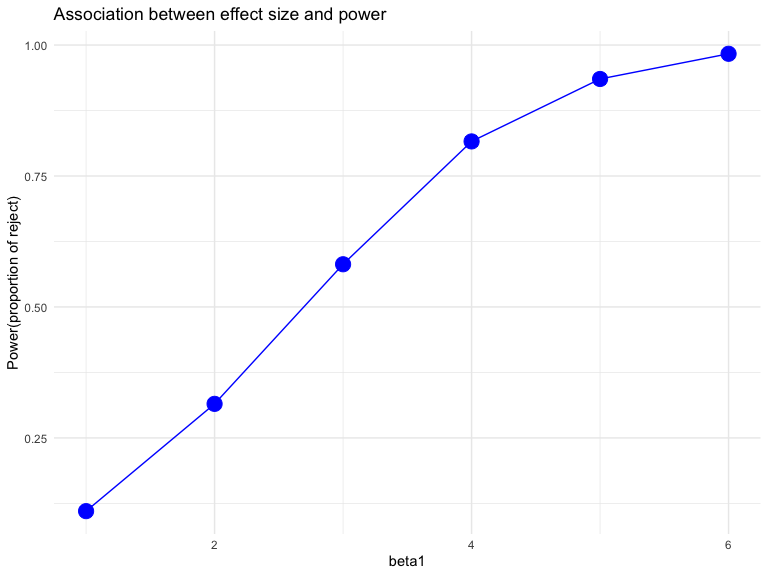 Association between effect size and power
1.00
0.75
0.50
0.25
Power(proportion of reject)
2
4
6
beta1